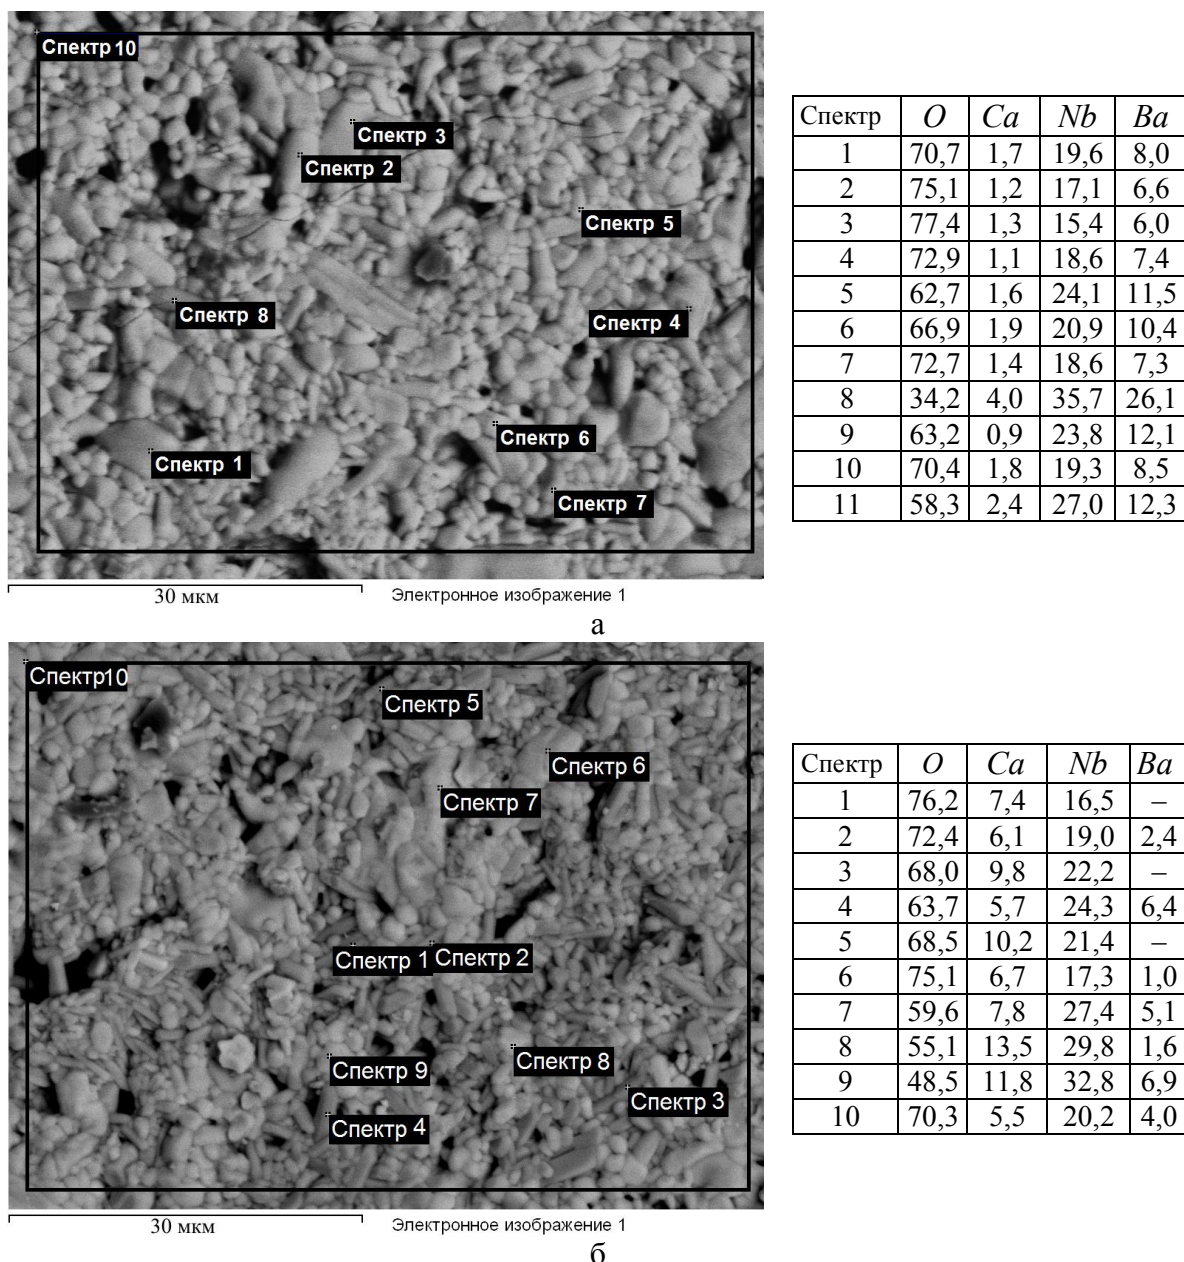 Спектр 10
Спектр 3
Спектр 2
Спектр 5
Спектр 8
Спектр 4
Спектр 6
Спектр 1
Спектр 7
30 мкм
Электронное изображение 1
Спектр O Ca Nb Ba
1 70,7 1,7 19,6 8,0
2 75,1 1,2 17,1 6,6
3 77,4 1,3 15,4 6,0
4 72,9 1,1 18,6 7,4
5 62,7 1,6 24,1 11,5
6 66,9 1,9 20,9 10,4
7 72,7 1,4 18,6 7,3
8 34,2 4,0 35,7 26,1
9 63,2 0,9 23,8 12,1
10 70,4 1,8 19,3 8,5
11 58,3 2,4 27,0 12,3
а
Спектр10
Спектр 5
Спектр 6
Спектр 7
Спектр 1
Спектр 2
Спектр 9
Спектр 8
Спектр 3
Спектр 4
30 мкм
Электронное изображение 1
Спектр O Ca Nb Ba
1 76,2 7,4 16,5 –
2 72,4 6,1 19,0 2,4
3 68,0 9,8 22,2 –
4 63,7 5,7 24,3 6,4
5 68,5 10,2 21,4 –
6 75,1 6,7 17,3 1,0
7 59,6 7,8 27,4 5,1
8 55,1 13,5 29,8 1,6
9 48,5 11,8 32,8 6,9
10 70,3 5,5 20,2 4,0
б